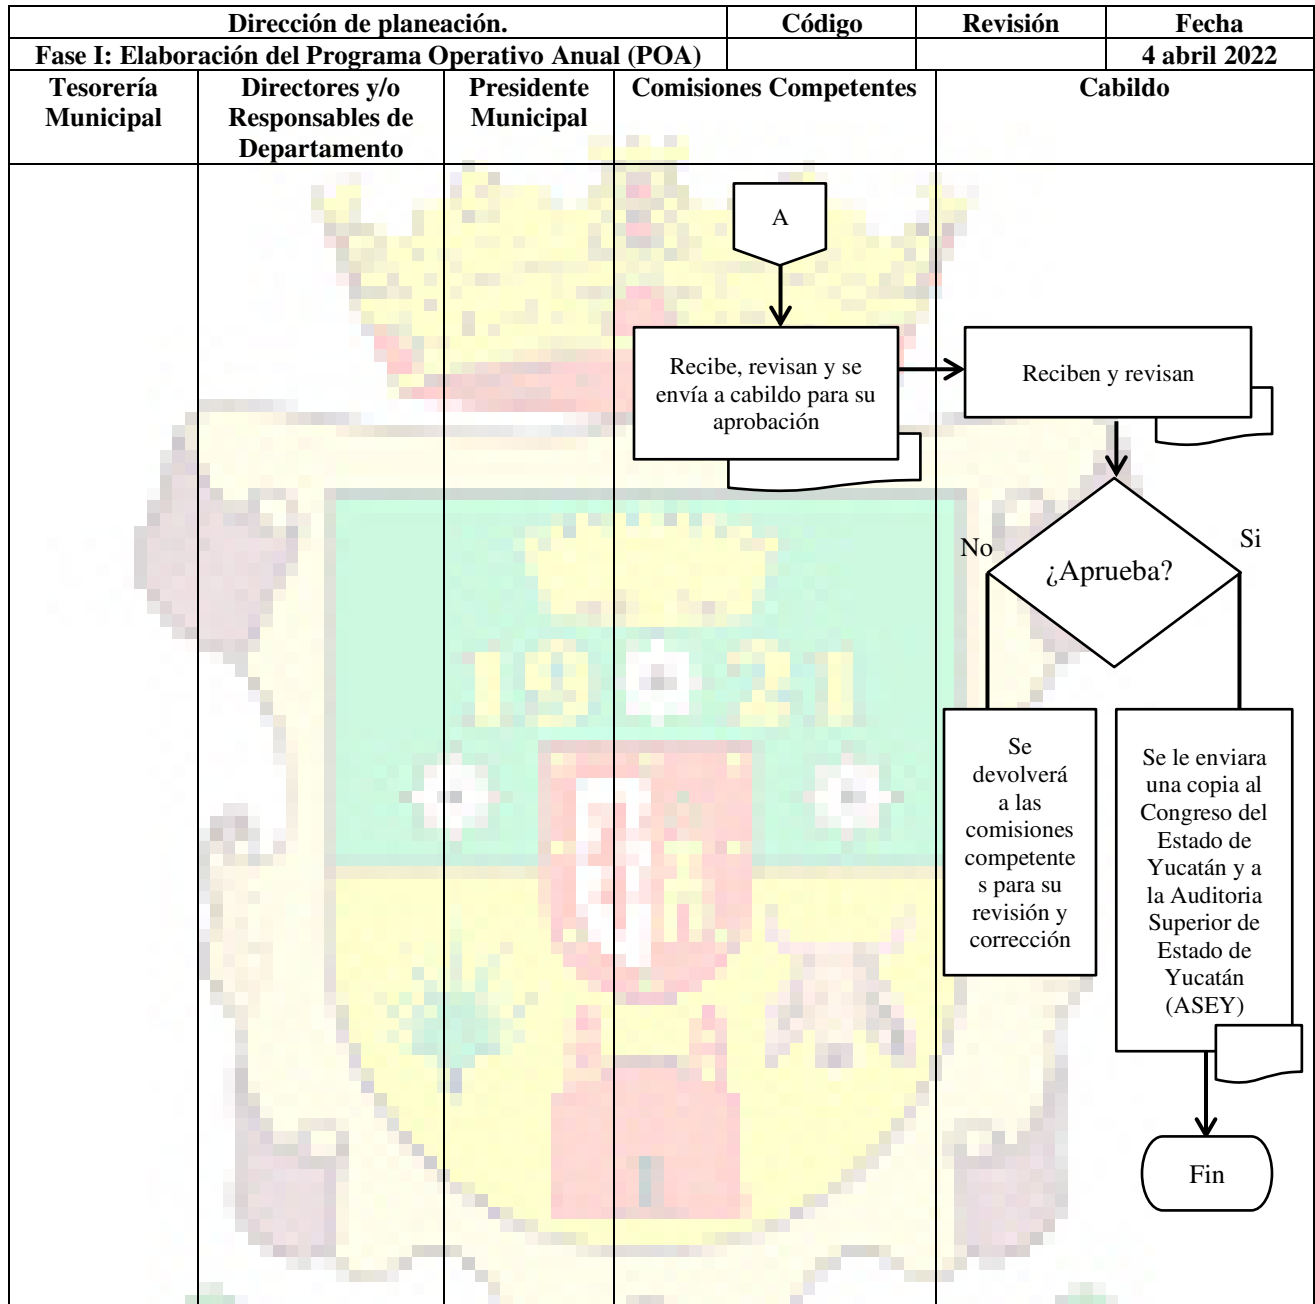 Dirección de planeación.
Código
Revisión
Fecha
Fase I: Elaboración del Programa Operativo Anual (POA)
4 abril 2022
Tesorería
Municipal
Directores y/o
Responsables de
Departamento
Presidente
Municipal
Comisiones Competentes
Cabildo
A
Recibe, revisan y se
envía a cabildo para su
aprobación
Reciben y revisan
No
¿Aprueba?
Si
Se
devolverá
a las
comisiones
competente
s para su
revisión y
corrección
Se le enviara
una copia al
Congreso del
Estado de
Yucatán y a
la Auditoria
Superior de
Estado de
Yucatán
(ASEY)
Fin
19 21